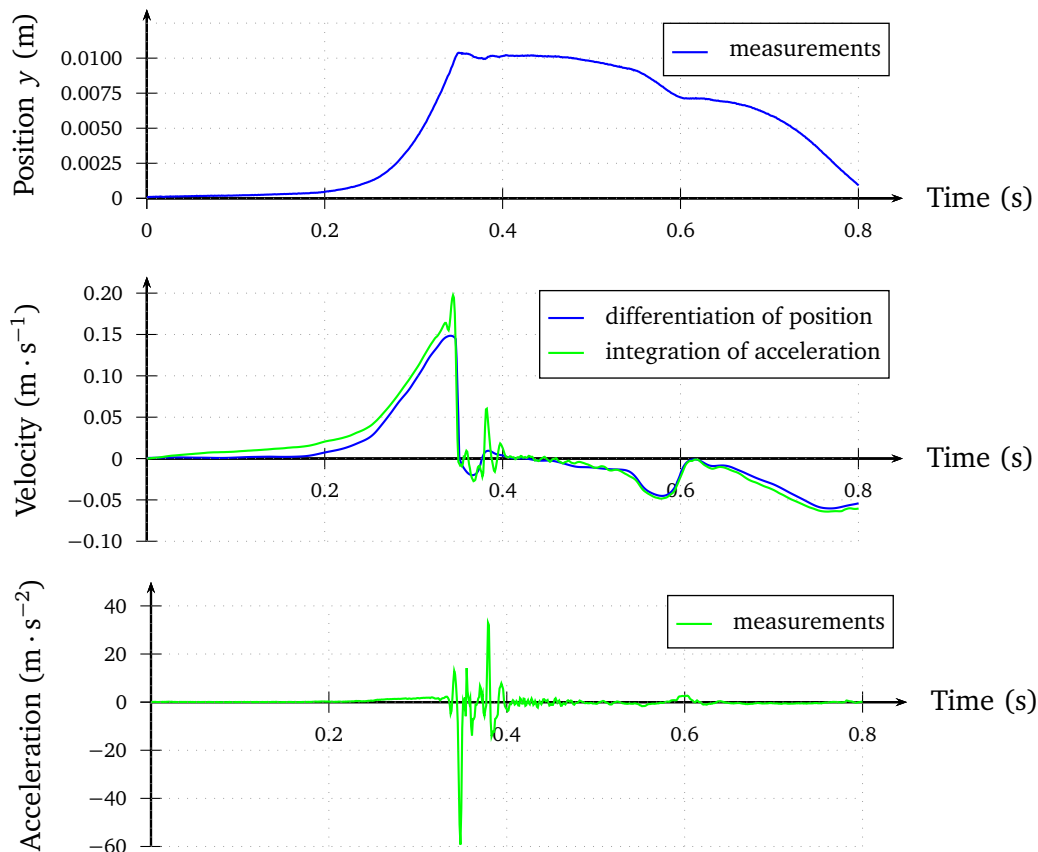 Position y (m)
0.0100
0.0075
0.0050
0.0025
0
measurements
Time (s)
0 0.2 0.4 0.6 0.8
Velocity (m · s⁻¹)
0.20
0.15
0.10
0.05
0
−0.05
−0.10
differentiation of position
integration of acceleration
Time (s)
0.2 0.4 0.6 0.8
Acceleration (m · s⁻²)
40
20
0
−20
−40
−60
measurements
Time (s)
0.2 0.4 0.6 0.8